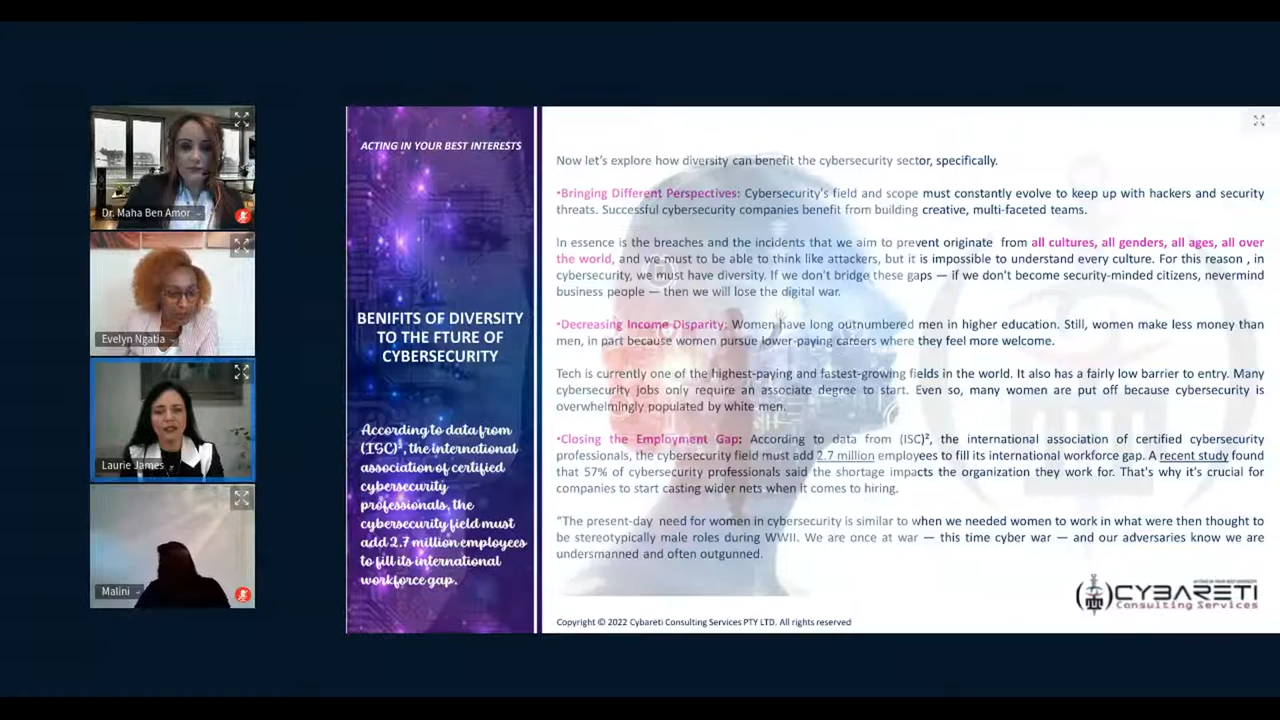 Dr. Maha Ben Amor
Evelyn Ngatia
Laurie James
Malini
ACTING IN YOUR BEST INTERESTS
BENIFITS OF DIVERSITY
TO THE FTURE OF
CYBERSECURITY
According to data from
(ISC)², the international
association of certified
cybersecurity
professionals, the
cybersecurity field must
add 2.7 million employees
to fill its international
workforce gap.
Now let's explore how diversity can benefit the cybersecurity sector, specifically.
•Bringing Different Perspectives: Cybersecurity's field and scope must constantly evolve to keep up with hackers and security
threats. Successful cybersecurity companies benefit from building creative, multi-faceted teams.
In essence is the breaches and the incidents that we aim to prevent originate from all cultures, all genders, all ages, all over
the world, and we must to be able to think like attackers, but it is impossible to understand every culture. For this reason , in
cybersecurity, we must have diversity. If we don't bridge these gaps — if we don't become security-minded citizens, nevermind
business people — then we will lose the digital war.
•Decreasing Income Disparity: Women have long outnumbered men in higher education. Still, women make less money than
men, in part because women pursue lower-paying careers where they feel more welcome.
Tech is currently one of the highest-paying and fastest-growing fields in the world. It also has a fairly low barrier to entry. Many
cybersecurity jobs only require an associate degree to start. Even so, many women are put off because cybersecurity is
overwhelmingly populated by white men.
•Closing the Employment Gap: According to data from (ISC)², the international association of certified cybersecurity
professionals, the cybersecurity field must add 2.7 million employees to fill its international workforce gap. A recent study found
that 57% of cybersecurity professionals said the shortage impacts the organization they work for. That's why it's crucial for
companies to start casting wider nets when it comes to hiring.
"The present-day need for women in cybersecurity is similar to when we needed women to work in what were then thought to
be stereotypically male roles during WWII. We are once at war — this time cyber war — and our adversaries know we are
undersmanned and often outgunned.
CYBARETI
Consulting Services
Copyright © 2022 Cybareti Consulting Services PTY LTD. All rights reserved